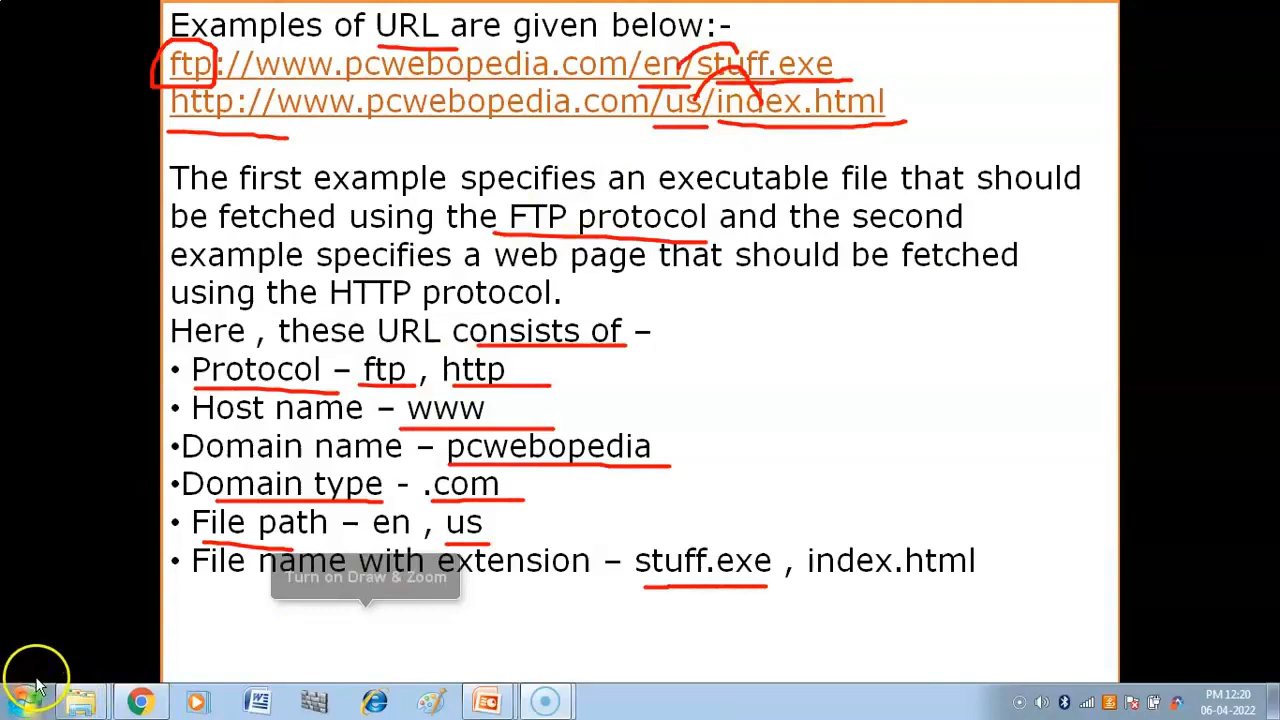 Examples of URL are given below:-
ftp://www.pcwebopedia.com/en/stuff.exe
http://www.pcwebopedia.com/us/index.html
The first example specifies an executable file that should
be fetched using the FTP protocol and the second
example specifies a web page that should be fetched
using the HTTP protocol.
Here , these URL consists of –
• Protocol – ftp , http
• Host name – www
•Domain name – pcwebopedia
•Domain type - .com
• File path – en , us
• File name with extension – stuff.exe , index.html
Turn on Draw & Zoom
PM 12:20
06-04-2022